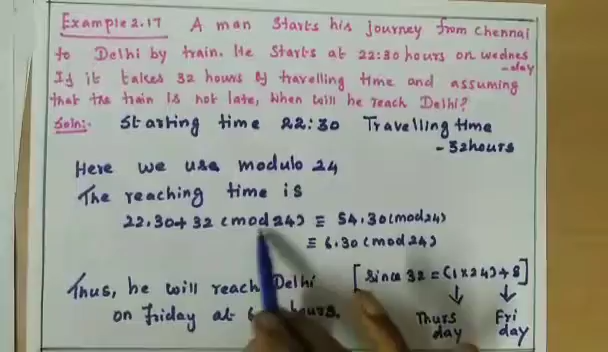 Example 2.17 A man starts his journey from Chennai
to Delhi by train. He starts at 22:30 hours on wednes
-day
If it takes 32 hours of travelling time and assuming
that the train is not late, When will he reach Delhi?
Soln:- Starting time 22:30 Travelling time
- 32hours
Here we use modulo 24
The reaching time is
22.30+ 32 (mod 24) ≡ 54.30(mod 24)
≡ 6.30 (mod 24)
Thus, he will reach Delhi [Since 32 = (1x24)+8]
on Friday at hours.
↓ ↓
Thurs Fri
day day